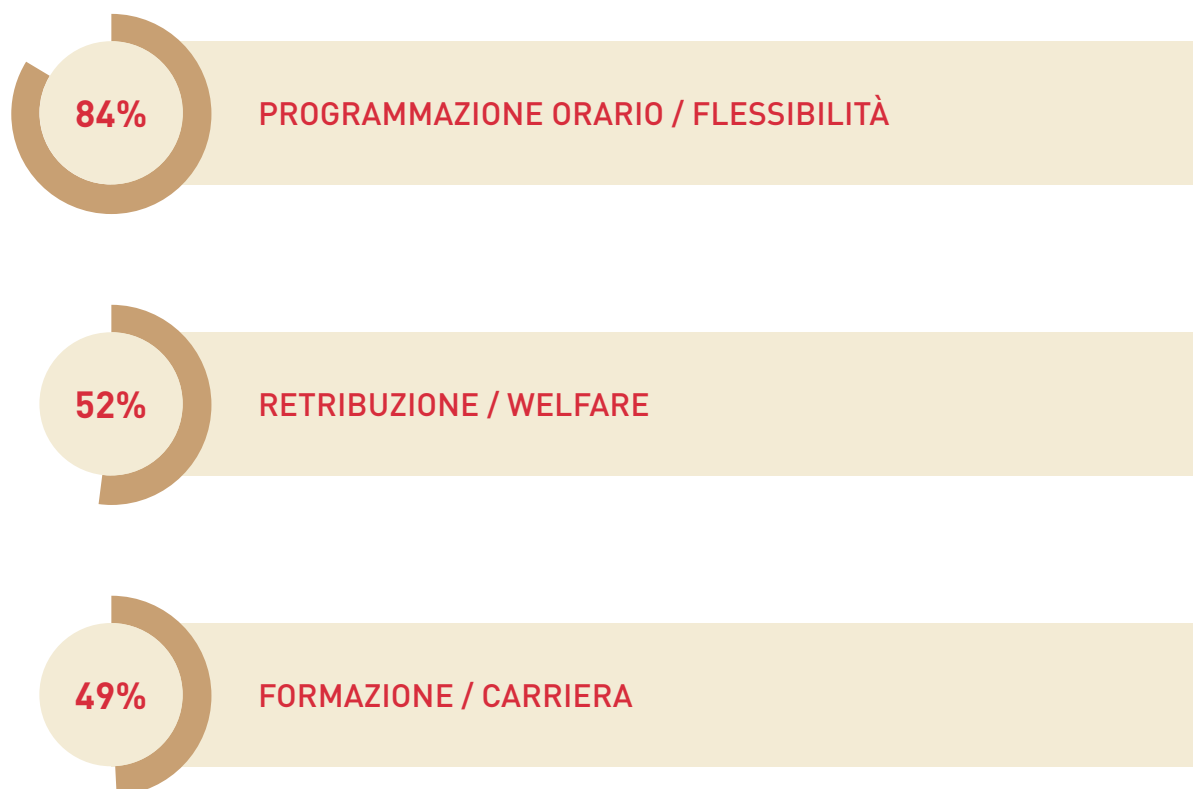 84%
PROGRAMMAZIONE ORARIO / FLESSIBILITÀ
52%
RETRIBUZIONE / WELFARE
49%
FORMAZIONE / CARRIERA